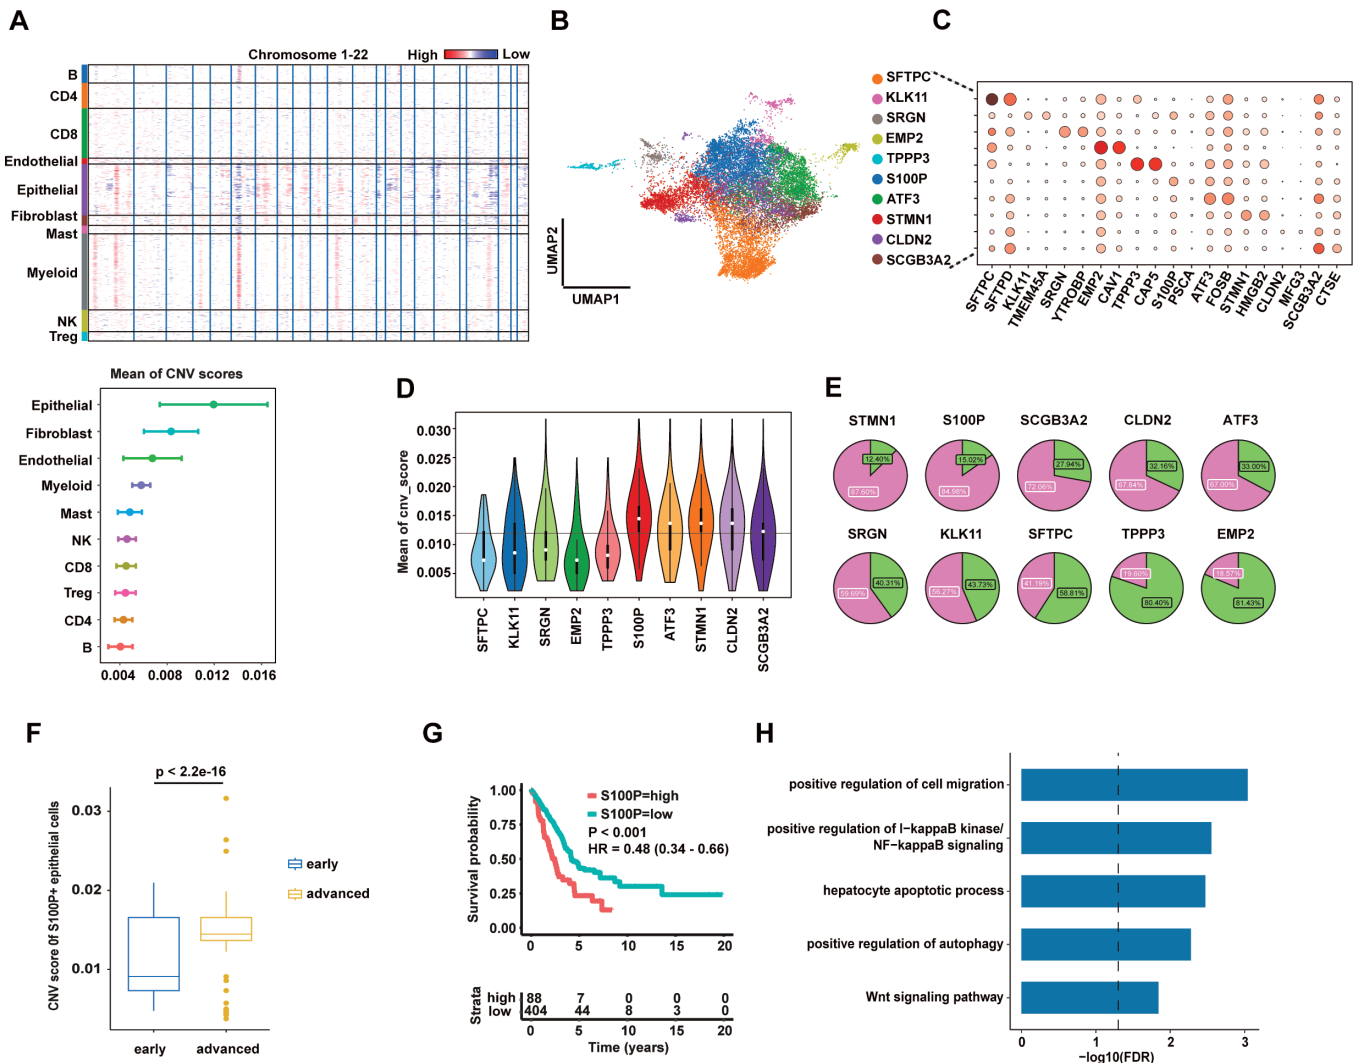 A
Chromosome 1-22
High
Low
B
CD4
CD8
Endothelial
Epithelial
Fibroblast
Mast
Myeloid
NK
Treg
Mean of CNV scores
Epithelial
Fibroblast
Endothelial
Myeloid
Mast
NK
CD8
Treg
CD4
B
0.004 0.008 0.012 0.016
B
UMAP2
UMAP1
SFTPC
KLK11
SRGN
EMP2
TPPP3
S100P
ATF3
STMN1
CLDN2
SCGB3A2
C
SFTPC
SFTPD
KLK11
TMEM45A
SRGN
YTROBP
EMP2
CAV1
TPPP3
CAP5
S100P
PSCA
ATF3
FOSB
STMN1
HMGB2
CLDN2
MFG3
SCGB3A2
CTSE
D
Mean of cnv_score
0.030
0.025
0.020
0.015
0.010
0.005
SFTPC
KLK11
SRGN
EMP2
TPPP3
S100P
ATF3
STMN1
CLDN2
SCGB3A2
E
STMN1 S100P SCGB3A2 CLDN2 ATF3
12.40% 15.02% 27.94% 32.16% 33.00%
87.60% 84.98% 72.06% 67.84% 67.00%
SRGN KLK11 SFTPC TPPP3 EMP2
40.31% 43.73% 41.19% 19.60% 18.57%
59.69% 56.27% 58.81% 80.40% 81.43%
F
p < 2.2e-16
CNV score 0f S100P+ epithelial cells
0.03
0.02
0.01
early advanced
early
advanced
G
Survival probability
1.00
0.75
0.50
0.25
0.00
S100P=high
S100P=low
P < 0.001
HR = 0.48 (0.34 - 0.66)
0 5 10 15 20
Strata
high 88 7 0 0 0
low 404 44 8 3 0
0 5 10 15 20
Time (years)
H
positive regulation of cell migration
positive regulation of I−kappaB kinase/
NF−kappaB signaling
hepatocyte apoptotic process
positive regulation of autophagy
Wnt signaling pathway
0 1 2 3
−log10(FDR)